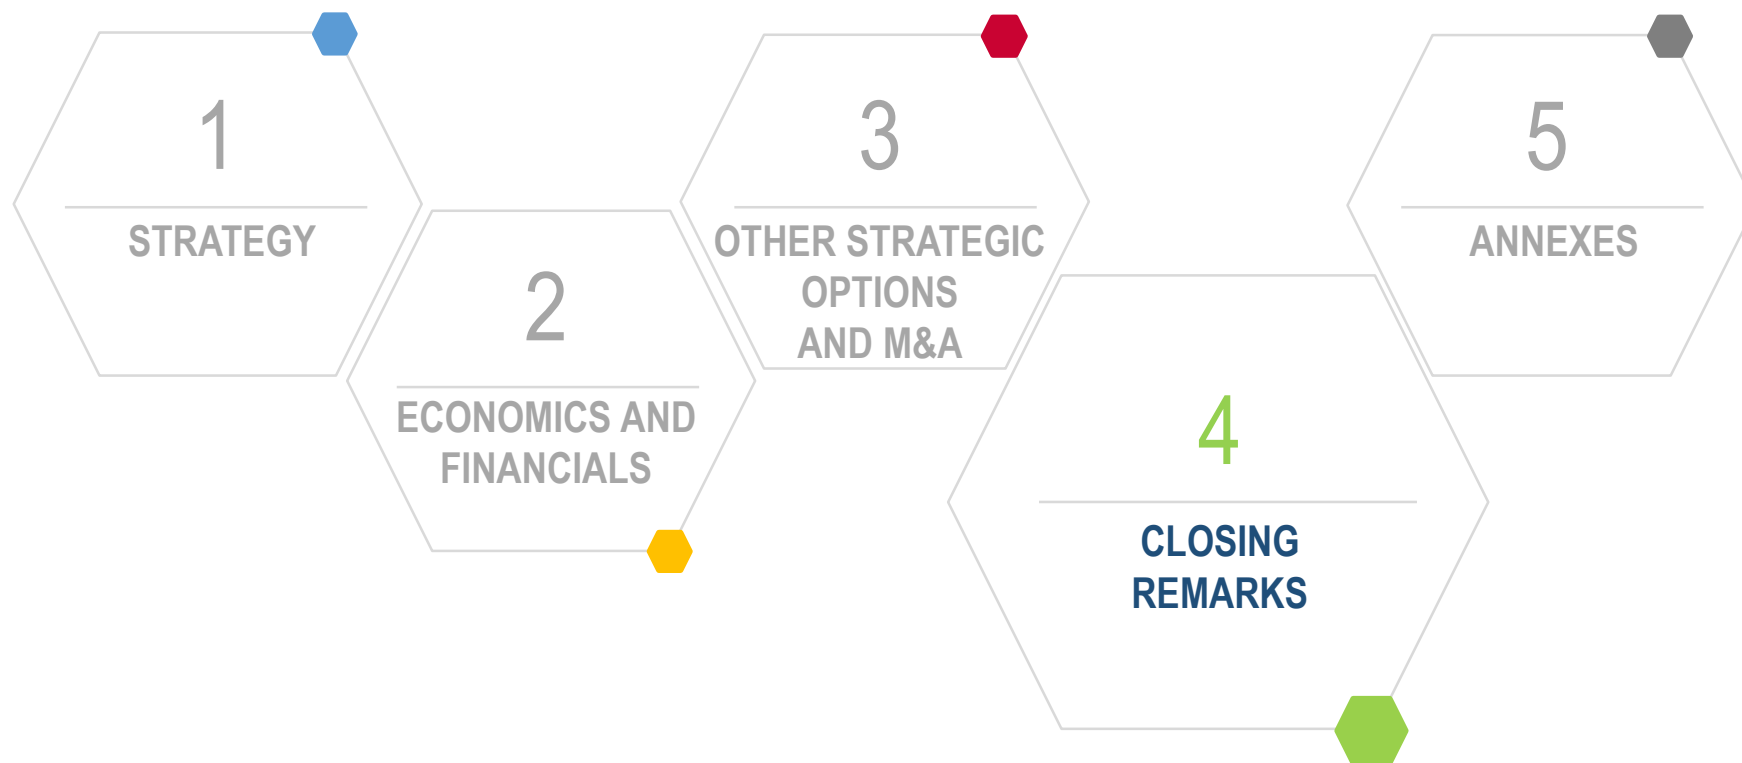 1
STRATEGY
2
ECONOMICS AND
FINANCIALS
3
OTHER STRATEGIC
OPTIONS
AND M&A
4
CLOSING
REMARKS
5
ANNEXES